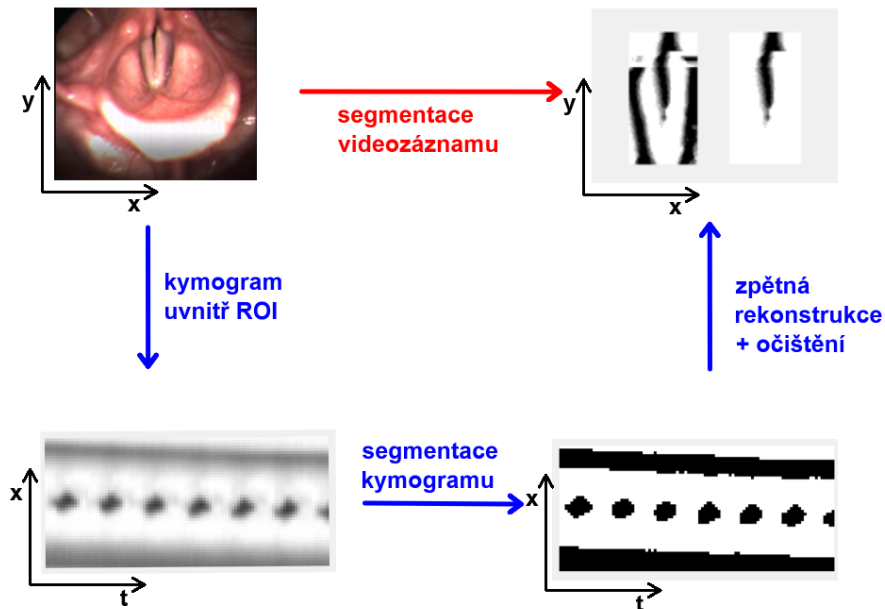 y
x
segmentace
videozáznamu
y
x
kymogram
uvnitř ROI
zpětná
rekonstrukce
+ očištění
x
t
segmentace
kymogramu
x
t